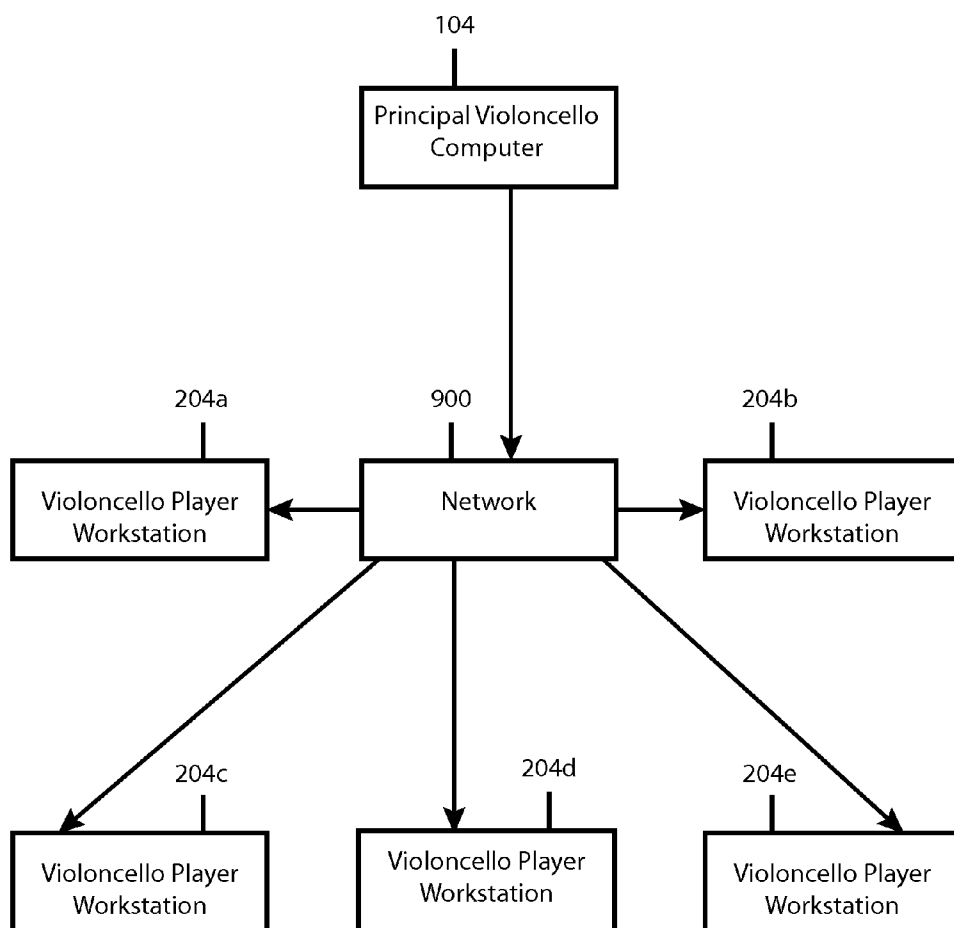 104
Principal Violoncello
Computer
204a
900
204b
Violoncello Player
Workstation
Network
Violoncello Player
Workstation
204c
204d
204e
Violoncello Player
Workstation
Violoncello Player
Workstation
Violoncello Player
Workstation